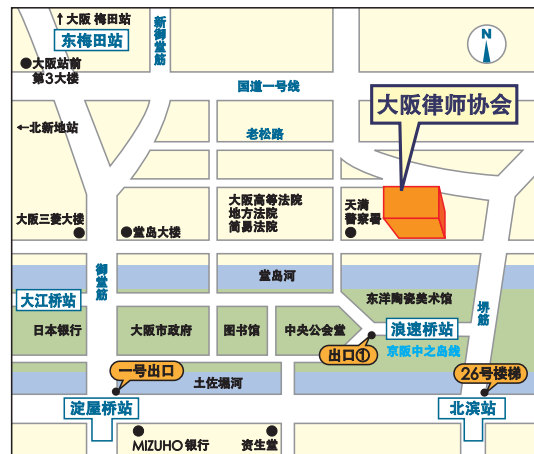 ↑大阪 梅田站
东梅田站
新御堂筋
N
大阪站前
第3大楼
国道一号线
大阪律师协会
←北新地站
老松路
大阪高等法院
地方法院
简易法院
天满
警察署
大阪三菱大楼
堂岛大楼
御堂筋
堂岛河
东洋陶瓷美术馆
大江桥站
堺筋
日本银行
大阪市政府
图书馆
中央公会堂
浪速桥站
出口①
京阪中之岛线
一号出口
土佐堀河
26号楼梯
淀屋桥站
北滨站
MIZUHO 银行
资生堂